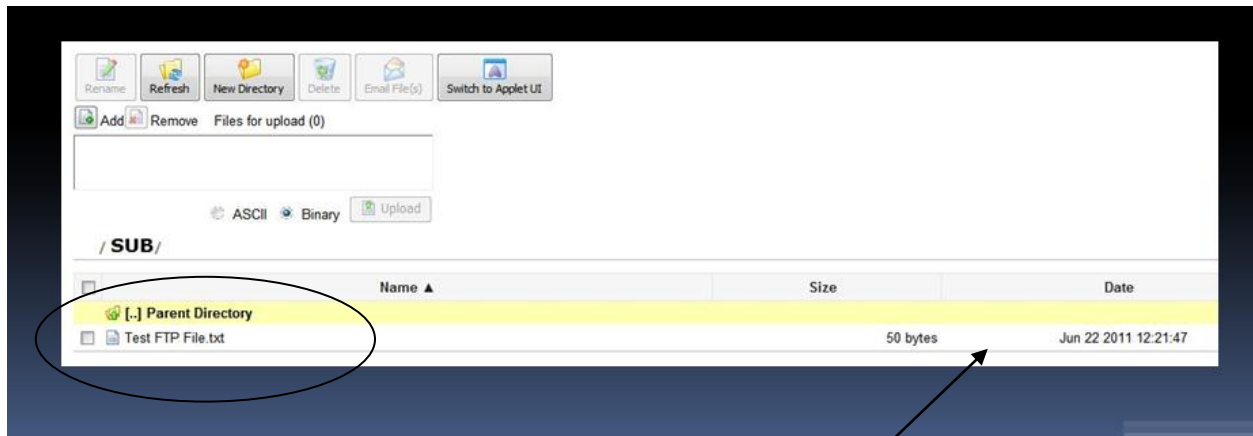 Rename Refresh New Directory Delete Email File(s) Switch to Applet UI
Add Remove Files for upload (0)
ASCII Binary Upload
/ SUB/
Name ▲ Size Date
[..] Parent Directory
Test FTP File.txt 50 bytes Jun 22 2011 12:21:47